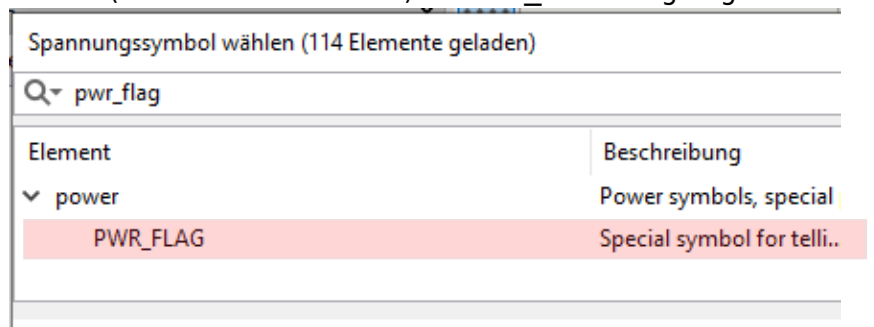 Spannungssymbol wählen (114 Elemente geladen)
pwr_flag
Element Beschreibung
power Power symbols, special
PWR_FLAG Special symbol for telli..